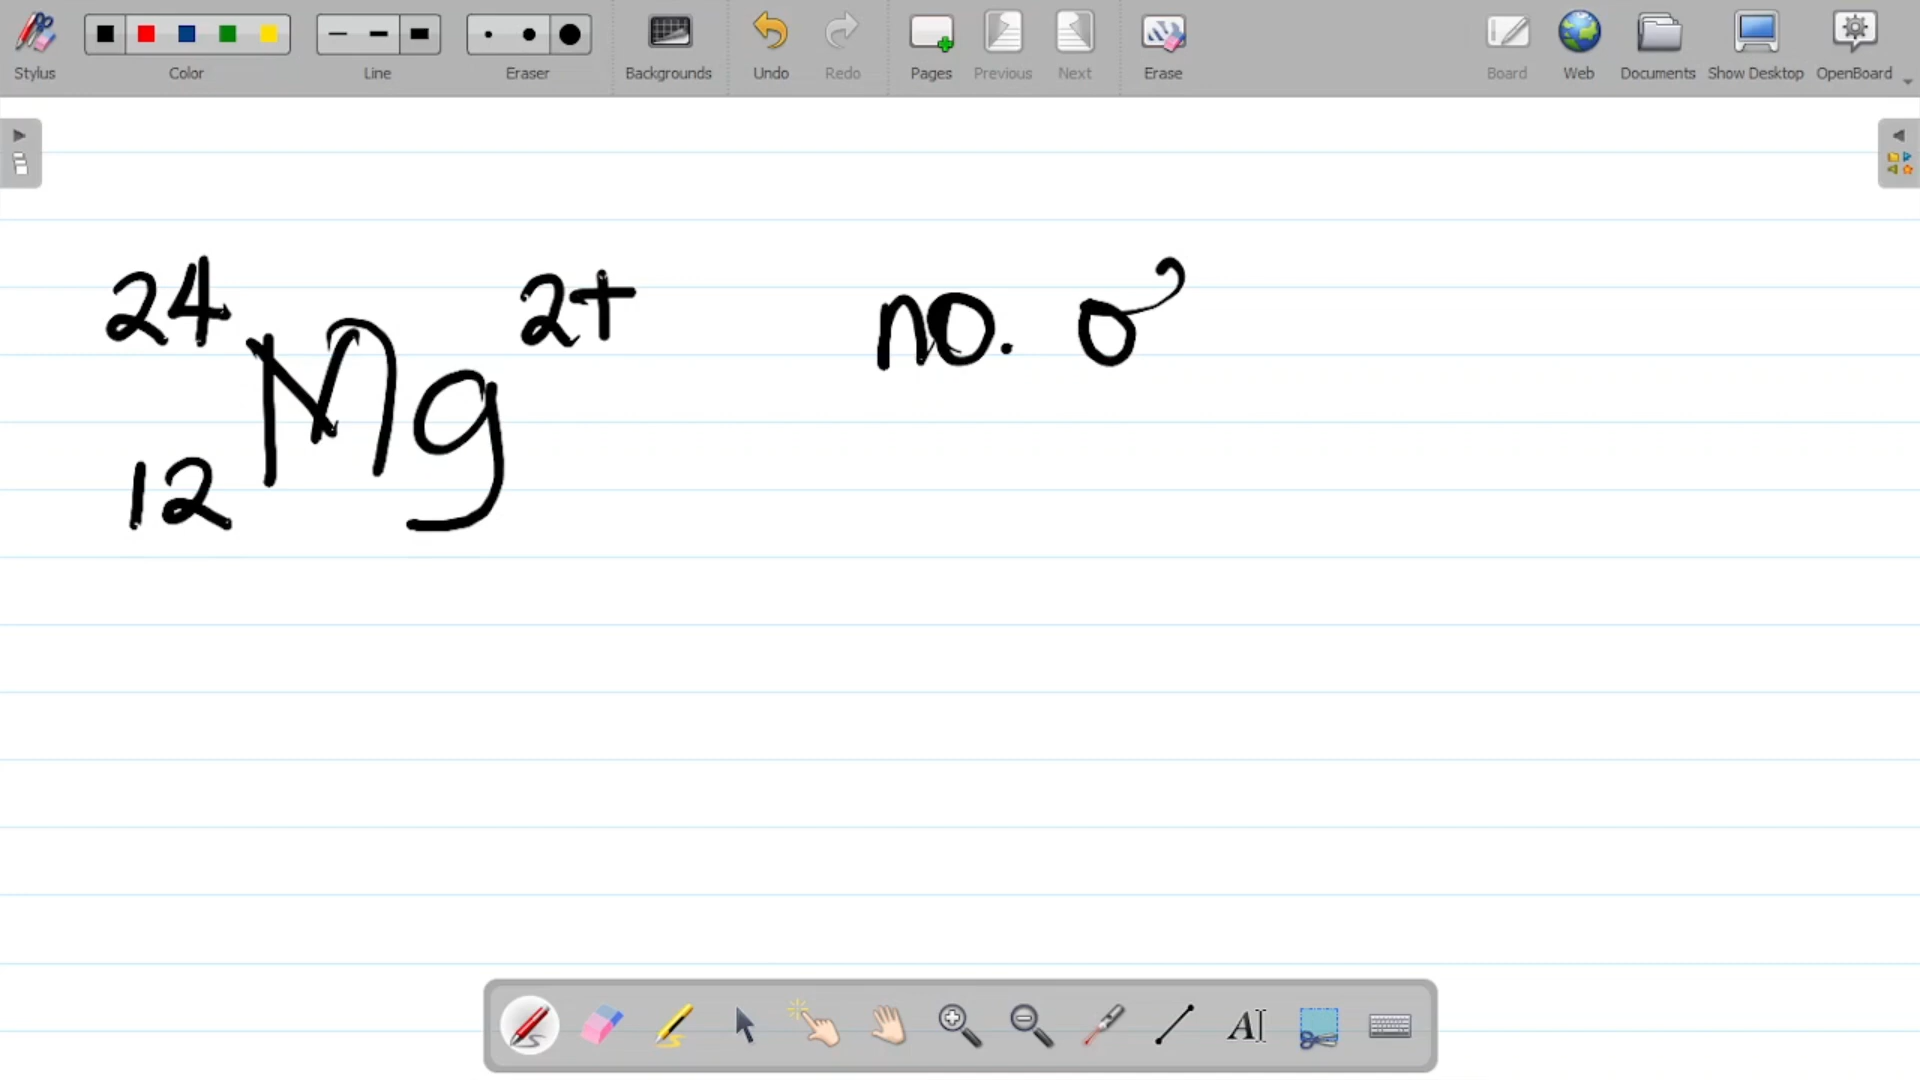 Stylus Color Line Eraser Backgrounds Undo Redo Pages Previous Next Erase Board Web Documents Show Desktop OpenBoard
24 Mg 2+ no.
12